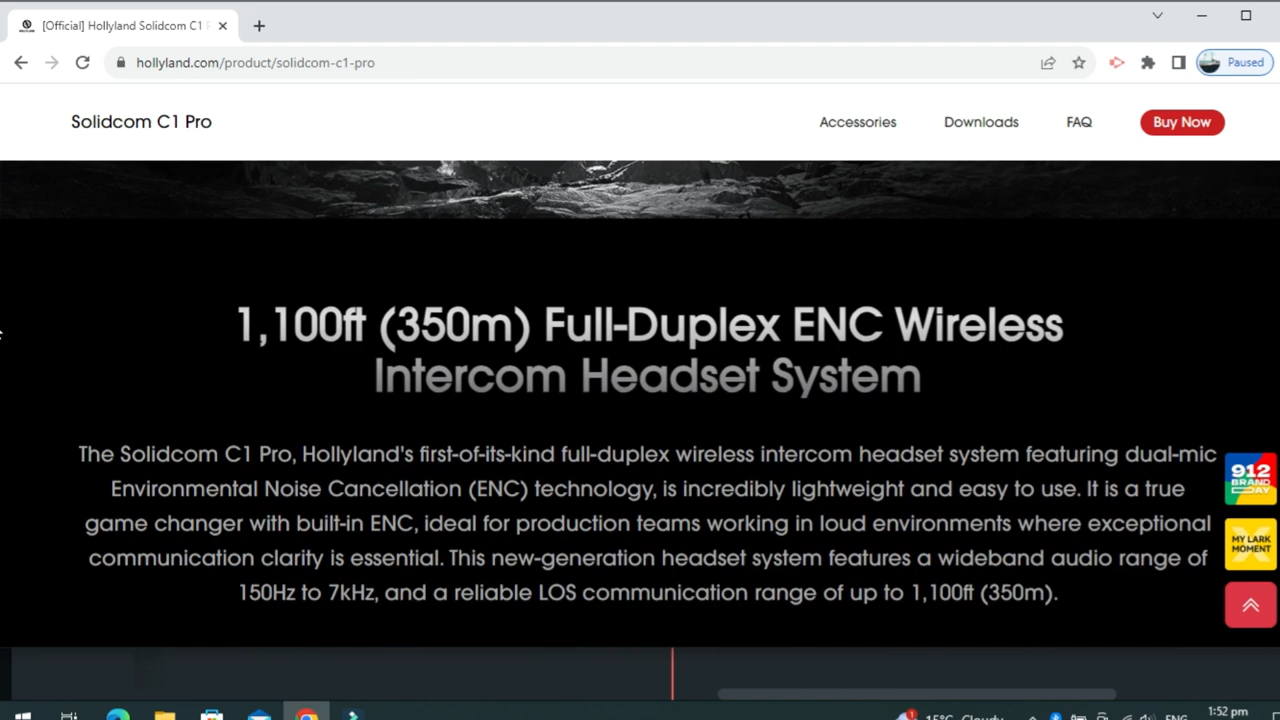 [Official] Hollyland Solidcom C1
hollyland.com/product/solidcom-c1-pro
Paused
Solidcom C1 Pro
Accessories
Downloads
FAQ
Buy Now
1,100ft (350m) Full-Duplex ENC Wireless
Intercom Headset System
The Solidcom C1 Pro, Hollyland's first-of-its-kind full-duplex wireless intercom headset system featuring dual-mic
Environmental Noise Cancellation (ENC) technology, is incredibly lightweight and easy to use. It is a true
game changer with built-in ENC, ideal for production teams working in loud environments where exceptional
communication clarity is essential. This new-generation headset system features a wideband audio range of
150Hz to 7kHz, and a reliable LOS communication range of up to 1,100ft (350m).
912
BRAND
DAY
MY LARK
MOMENT
1:52 pm
15°C Cloudy
ENG